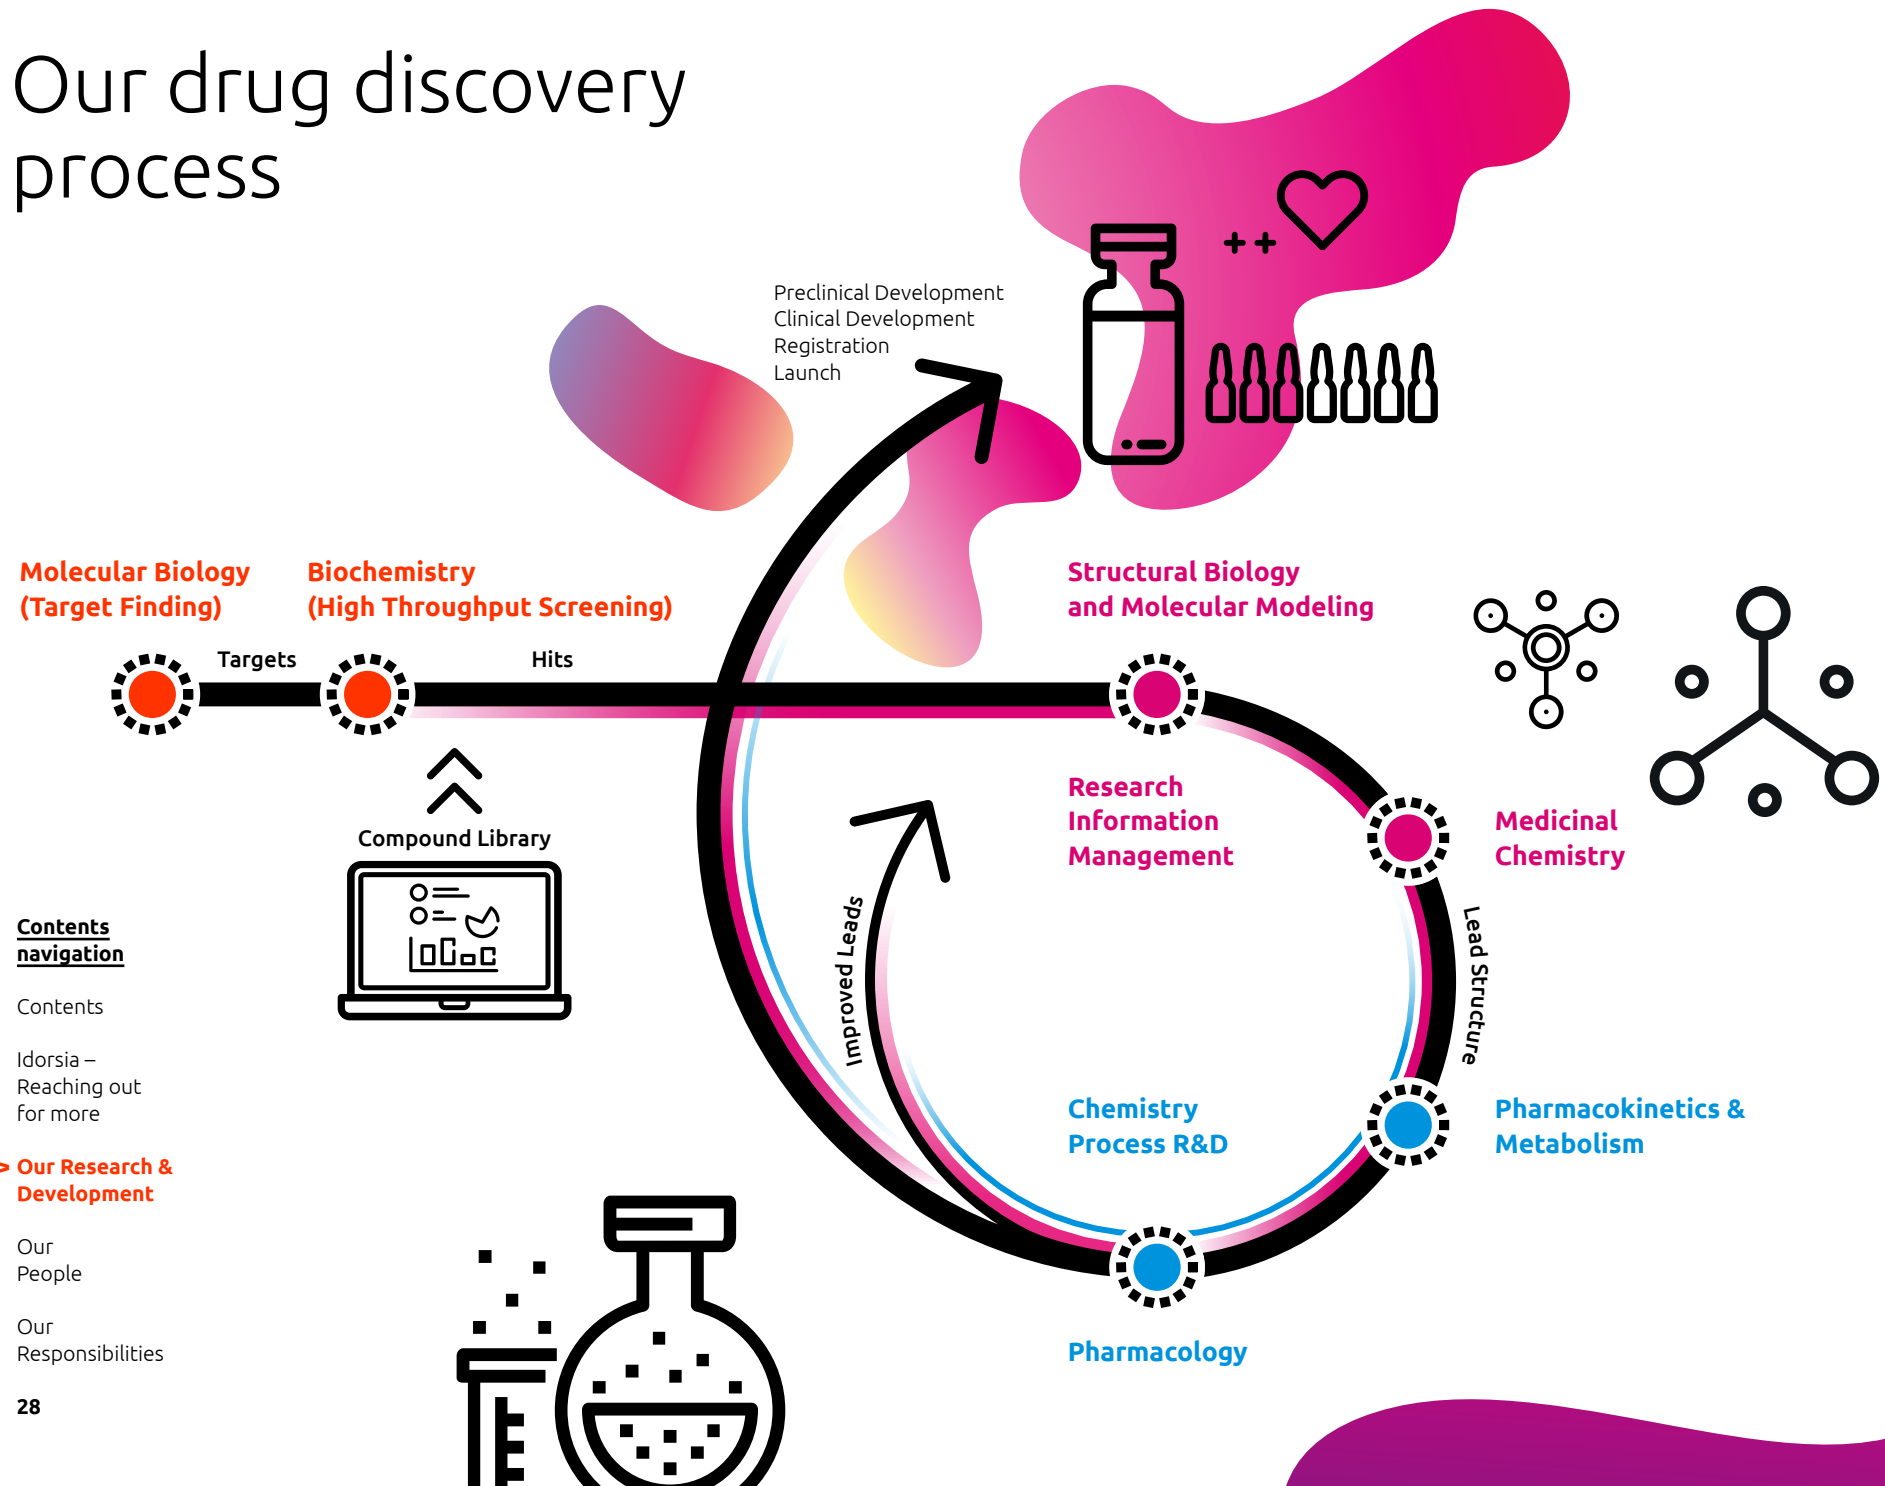 Our drug discovery
process
Preclinical Development
Clinical Development
Registration
Launch
Molecular Biology
(Target Finding)
Biochemistry
(High Throughput Screening)
Structural Biology
and Molecular Modeling
Targets
Hits
Compound Library
Research
Information
Management
Medicinal
Chemistry
Improved Leads
Lead Structure
Chemistry
Process R&D
Pharmacokinetics &
Metabolism
Pharmacology
Contents
navigation
Contents
Idorsia –
Reaching out
for more
> Our Research &
Development
Our
People
Our
Responsibilities
28